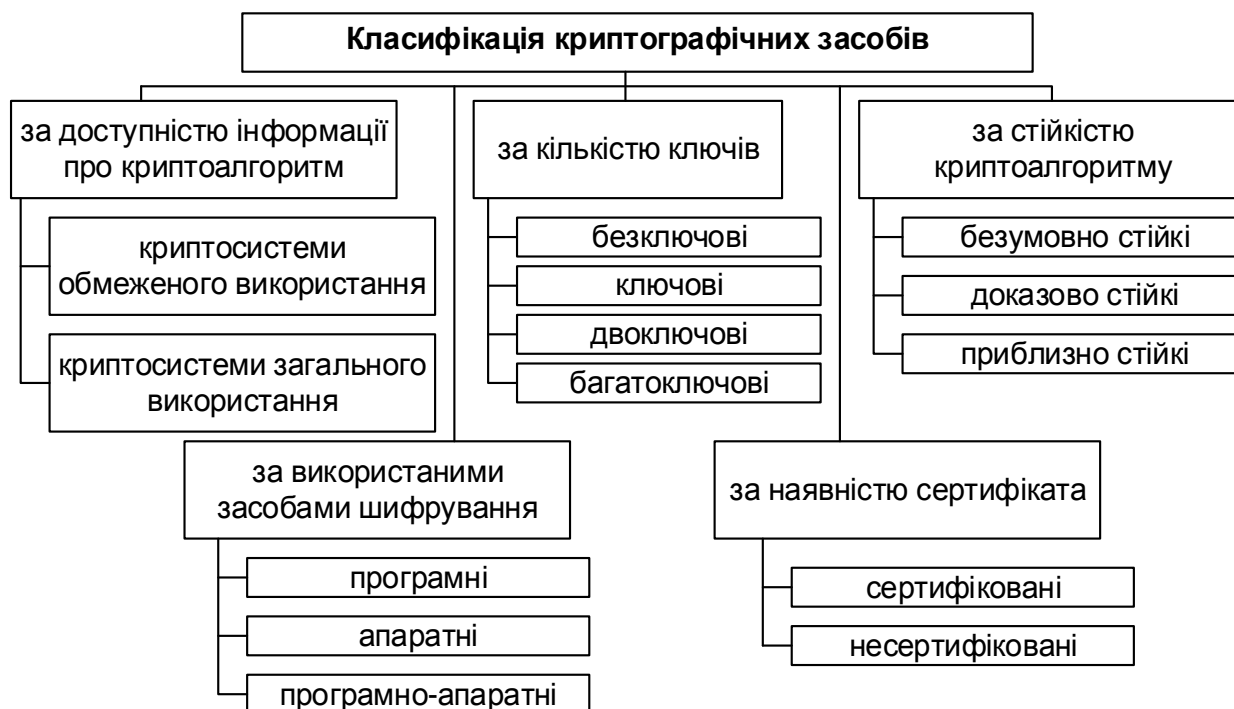 Класифікація криптографічних засобів
за доступністю інформації
про криптоалгоритм
криптосистеми
обмеженого використання
криптосистеми загального
використання
за кількістю ключів
безключові
ключові
двоключові
багатоключові
за стійкістю
криптоалгоритму
безумовно стійкі
доказово стійкі
приблизно стійкі
за використаними
засобами шифрування
програмні
апаратні
програмно-апаратні
за наявністю сертифіката
сертифіковані
несертифіковані